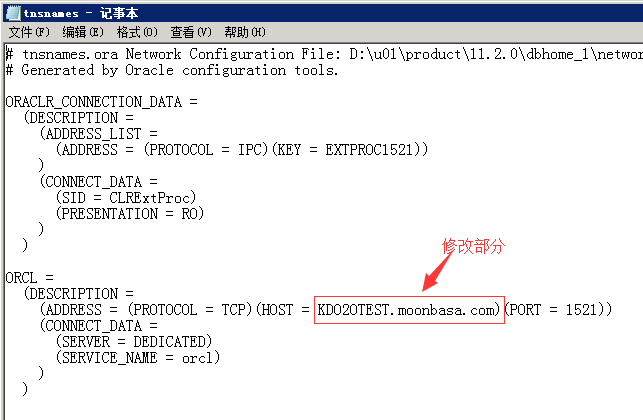 tnsnames - 记事本
文件(F) 编辑(E) 格式(O) 查看(V) 帮助(H)
# tnsnames.ora Network Configuration File: D:\u01\product\11.2.0\dbhome_1\networ
# Generated by Oracle configuration tools.
ORACLR_CONNECTION_DATA =
(DESCRIPTION =
(ADDRESS_LIST =
(ADDRESS = (PROTOCOL = IPC)(KEY = EXTPROC1521))
)
(CONNECT_DATA =
(SID = CLRExtProc)
(PRESENTATION = RO)
)
)
修改部分
ORCL =
(DESCRIPTION =
(ADDRESS = (PROTOCOL = TCP)(HOST = KDO2OTEST.moonbasa.com)(PORT = 1521))
(CONNECT_DATA =
(SERVER = DEDICATED)
(SERVICE_NAME = orcl)
)
)